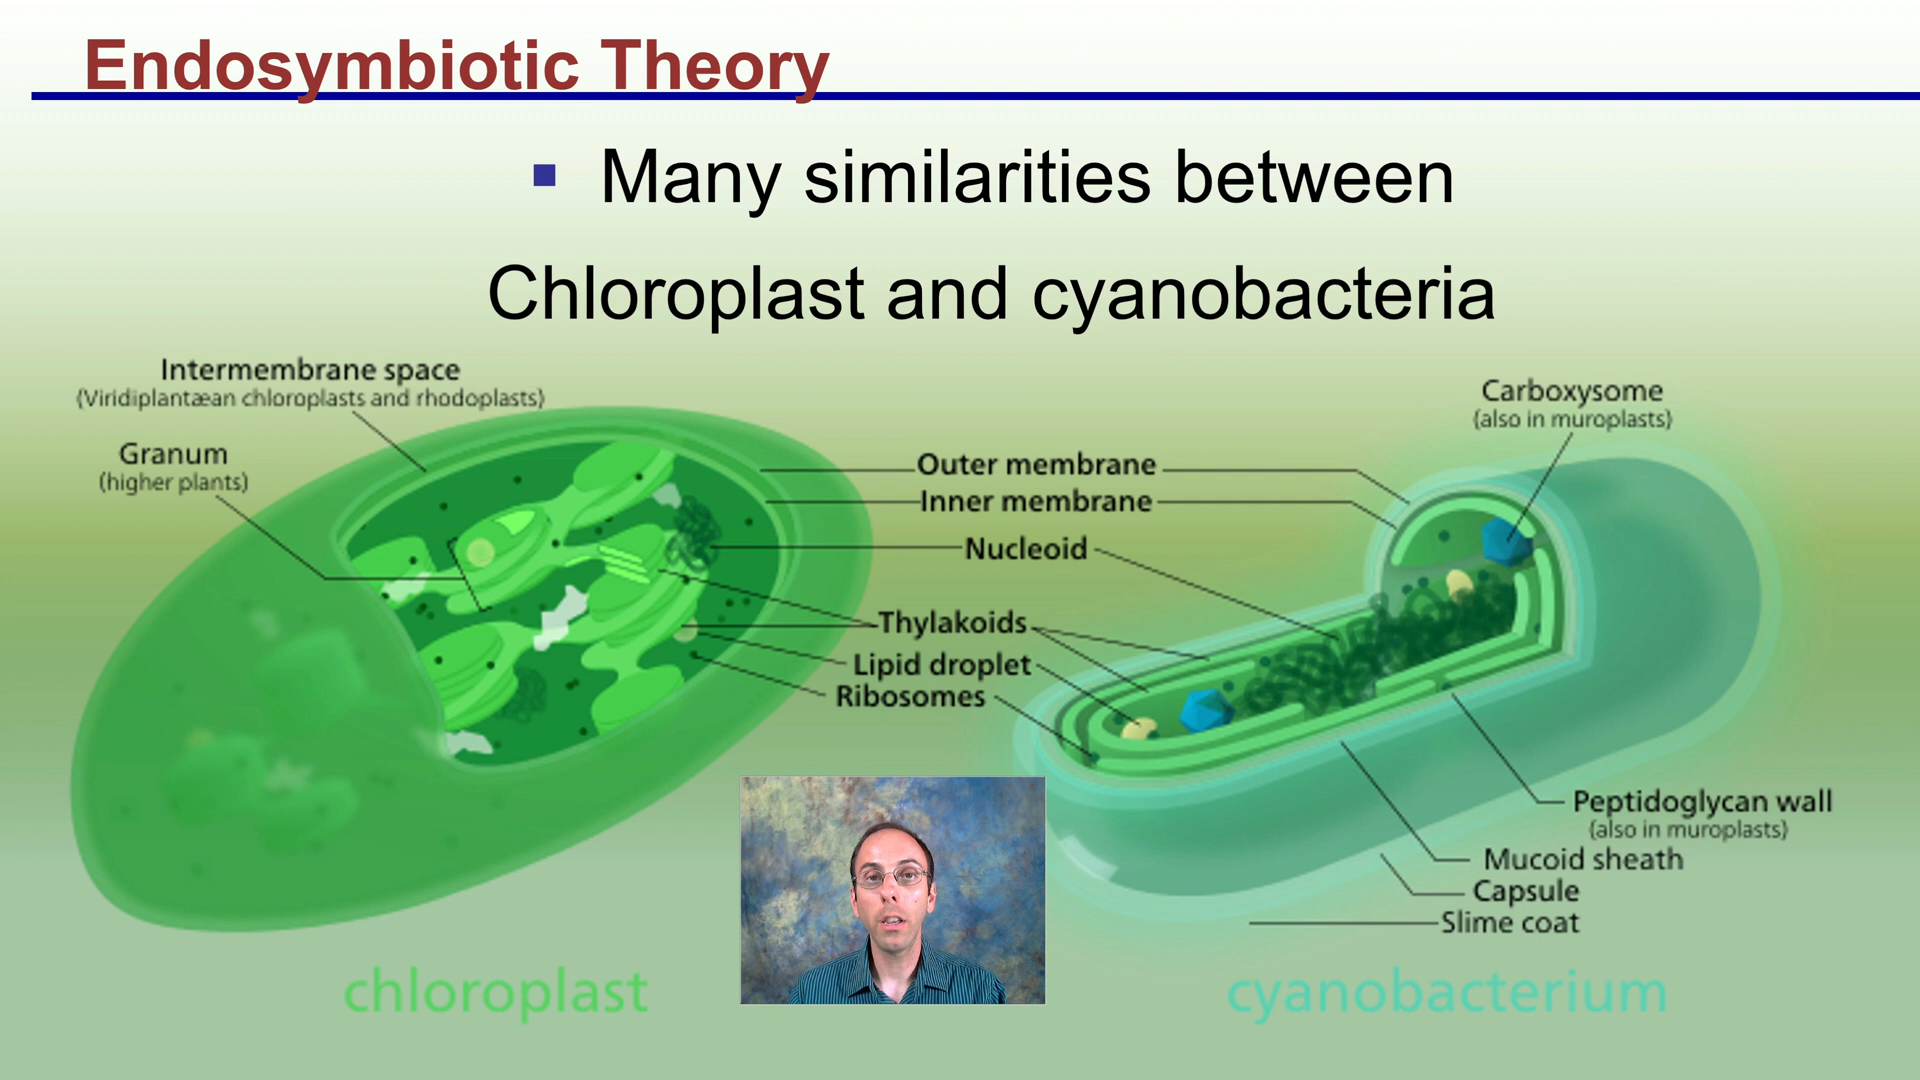 Endosymbiotic Theory
▪ Many similarities between
Chloroplast and cyanobacteria
Intermembrane space
(Viridiplantæan chloroplasts and rhodoplasts)
Granum
(higher plants)
Carboxysome
(also in muroplasts)
Outer membrane
Inner membrane
Nucleoid
Thylakoids
Lipid droplet
Ribosomes
Peptidoglycan wall
(also in muroplasts)
Mucoid sheath
Capsule
Slime coat
chloroplast
cyanobacterium